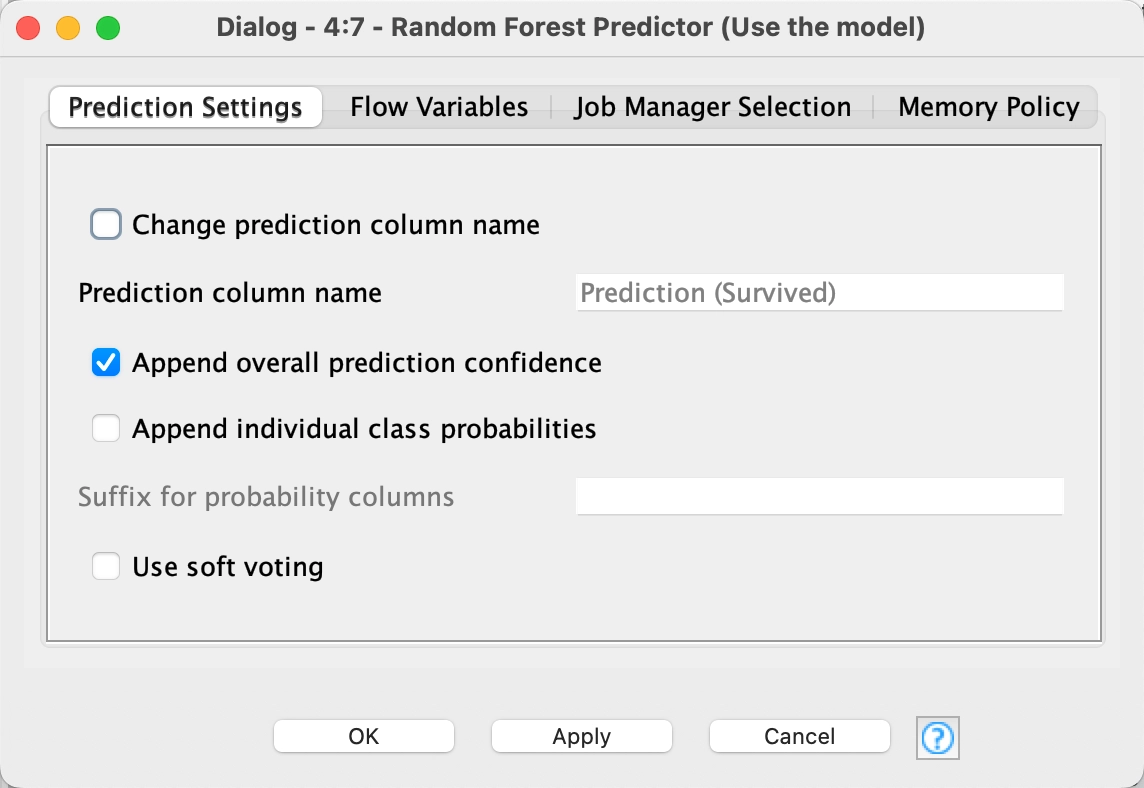 Dialog - 4:7 - Random Forest Predictor (Use the model)
Prediction Settings Flow Variables Job Manager Selection Memory Policy
Change prediction column name
Prediction column name Prediction (Survived)
Append overall prediction confidence
Append individual class probabilities
Suffix for probability columns
Use soft voting
OK Apply Cancel ?